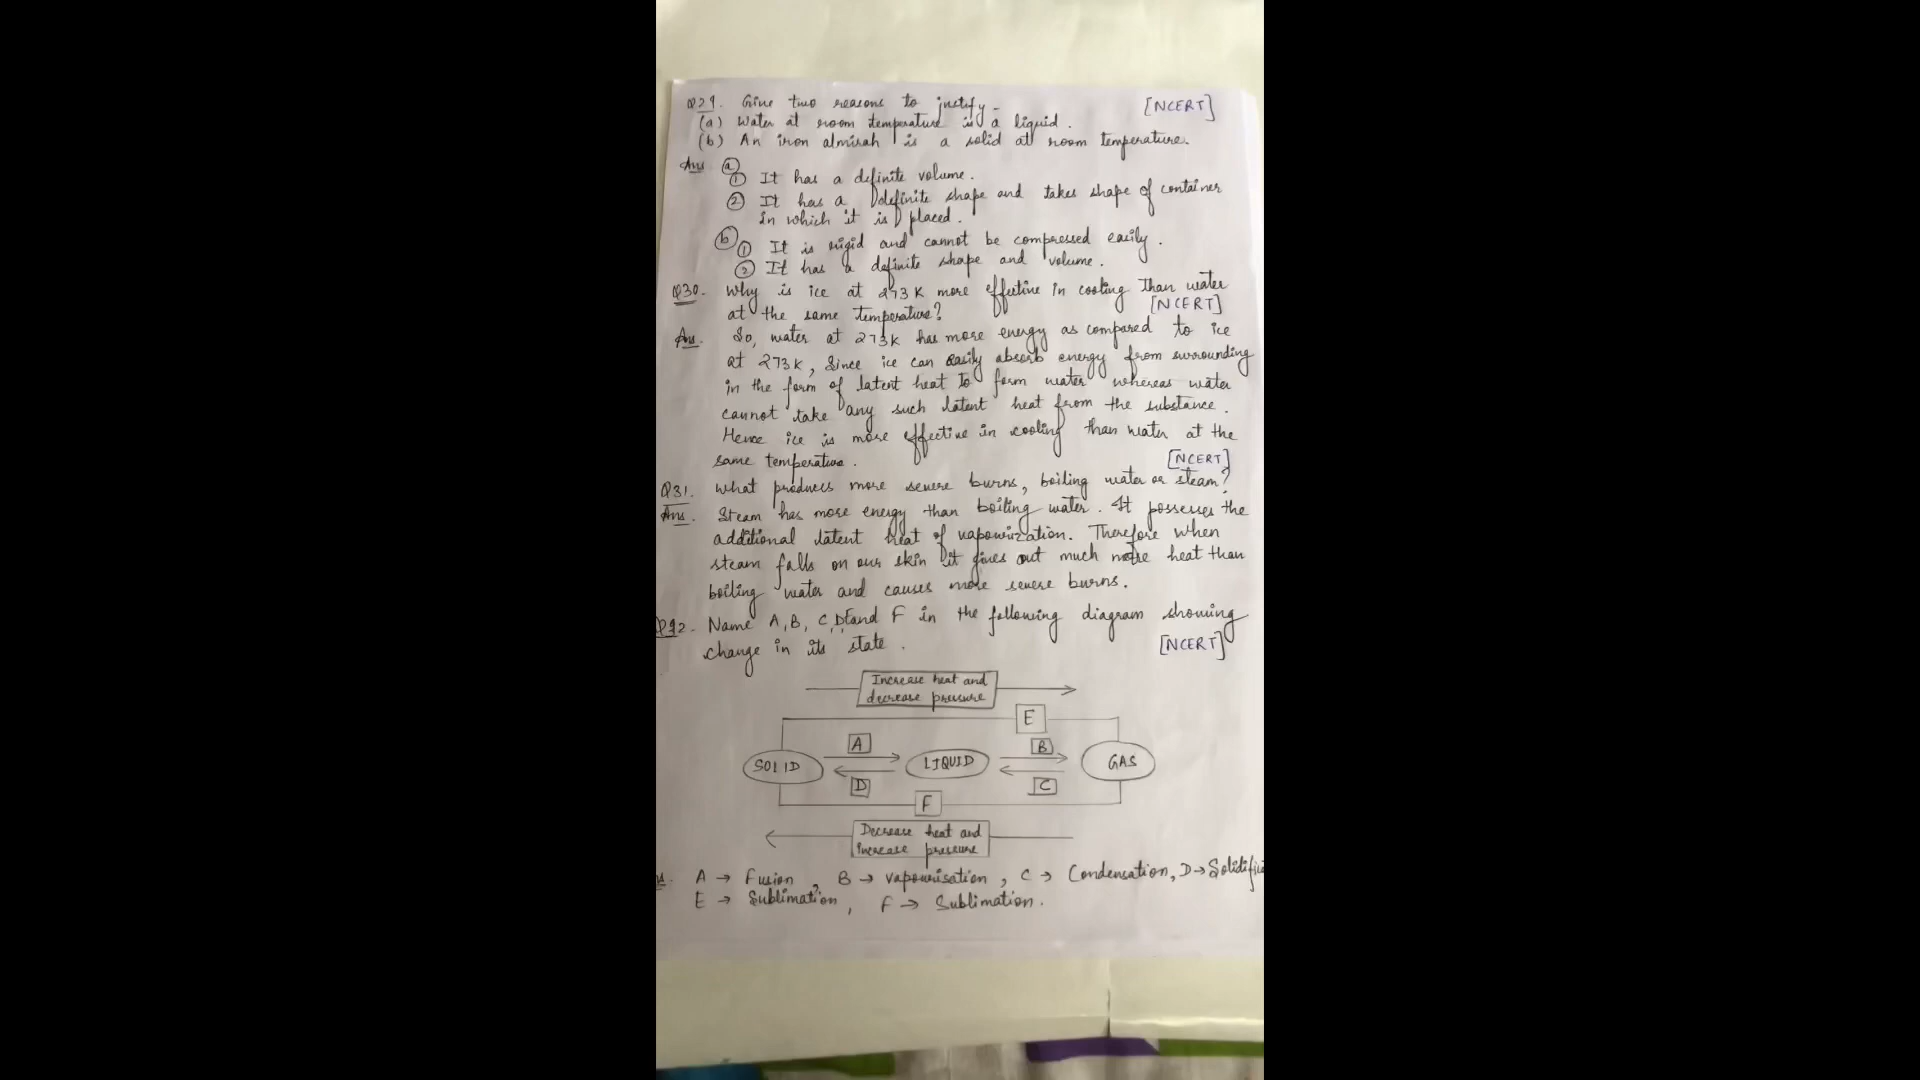 Q29. Give two reasons to justify - [NCERT]
(a) Water at room temperature is a liquid.
(b) An iron almirah is a solid at room temperature.
Ans (a)
(1) It has a definite volume.
(2) It has a definite shape and takes shape of container
in which it is placed.
(b) (1) It is rigid and cannot be compressed easily.
(2) It has a definite shape and volume.
Q30. Why is ice at 273 K more effective in cooling than water
at the same temperature? [NCERT]
Ans. So, water at 273K has more energy as compared to ice
at 273K, since ice can easily absorb energy from surrounding
in the form of latent heat to form water whereas water
cannot take any such latent heat from the substance.
Hence ice is more effective in cooling than water at the
same temperature.
[NCERT]
Q31. What produces more severe burns, boiling water or steam?
Ans. Steam has more energy than boiling water. It possesses the
additional latent heat of vapourization. Therefore when
steam falls on our skin it gives out much more heat than
boiling water and causes more severe burns.
Name A, B, C, D, E and F in the following diagram showing
change in its state. [NCERT]
Increase heat and
decrease pressure
E
A B
SOLID LIQUID GAS
D C
F
Decrease heat and
increase pressure
A → Fusion, B → vapourisation, C → Condensation, D →
E → Sublimation, F → Sublimation.